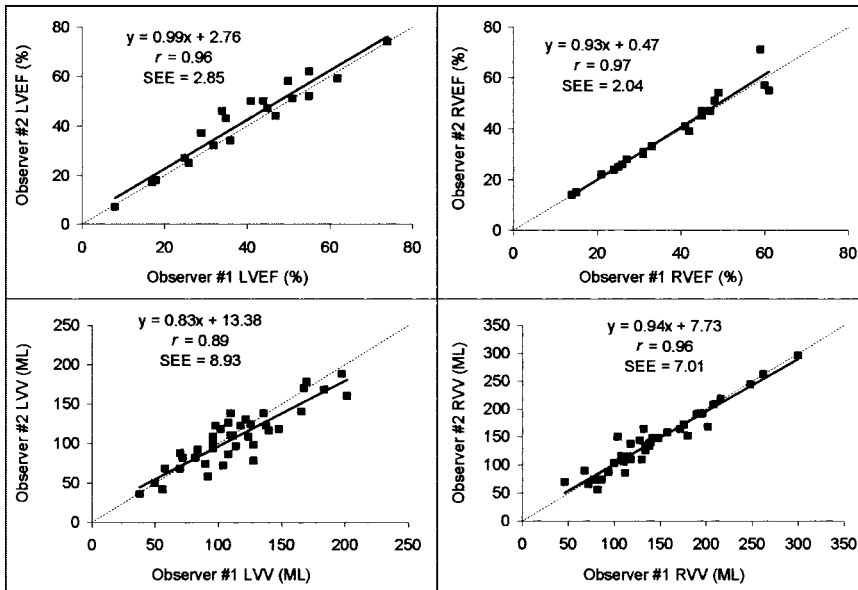 y = 0.99x + 2.76
r = 0.96
SEE = 2.85
Observer #2 LVEF (%)
80
60
40
20
0
0 20 40 60 80
Observer #1 LVEF (%)
y = 0.93x + 0.47
r = 0.97
SEE = 2.04
Observer #2 RVEF (%)
80
60
40
20
0
0 20 40 60 80
Observer #1 RVEF (%)
y = 0.83x + 13.38
r = 0.89
SEE = 8.93
Observer #2 LVV (ML)
250
200
150
100
50
0
0 50 100 150 200 250
Observer #1 LVV (ML)
y = 0.94x + 7.73
r = 0.96
SEE = 7.01
Observer #2 RVV (ML)
350
300
250
200
150
100
50
0
0 50 100 150 200 250 300 350
Observer #1 RVV (ML)